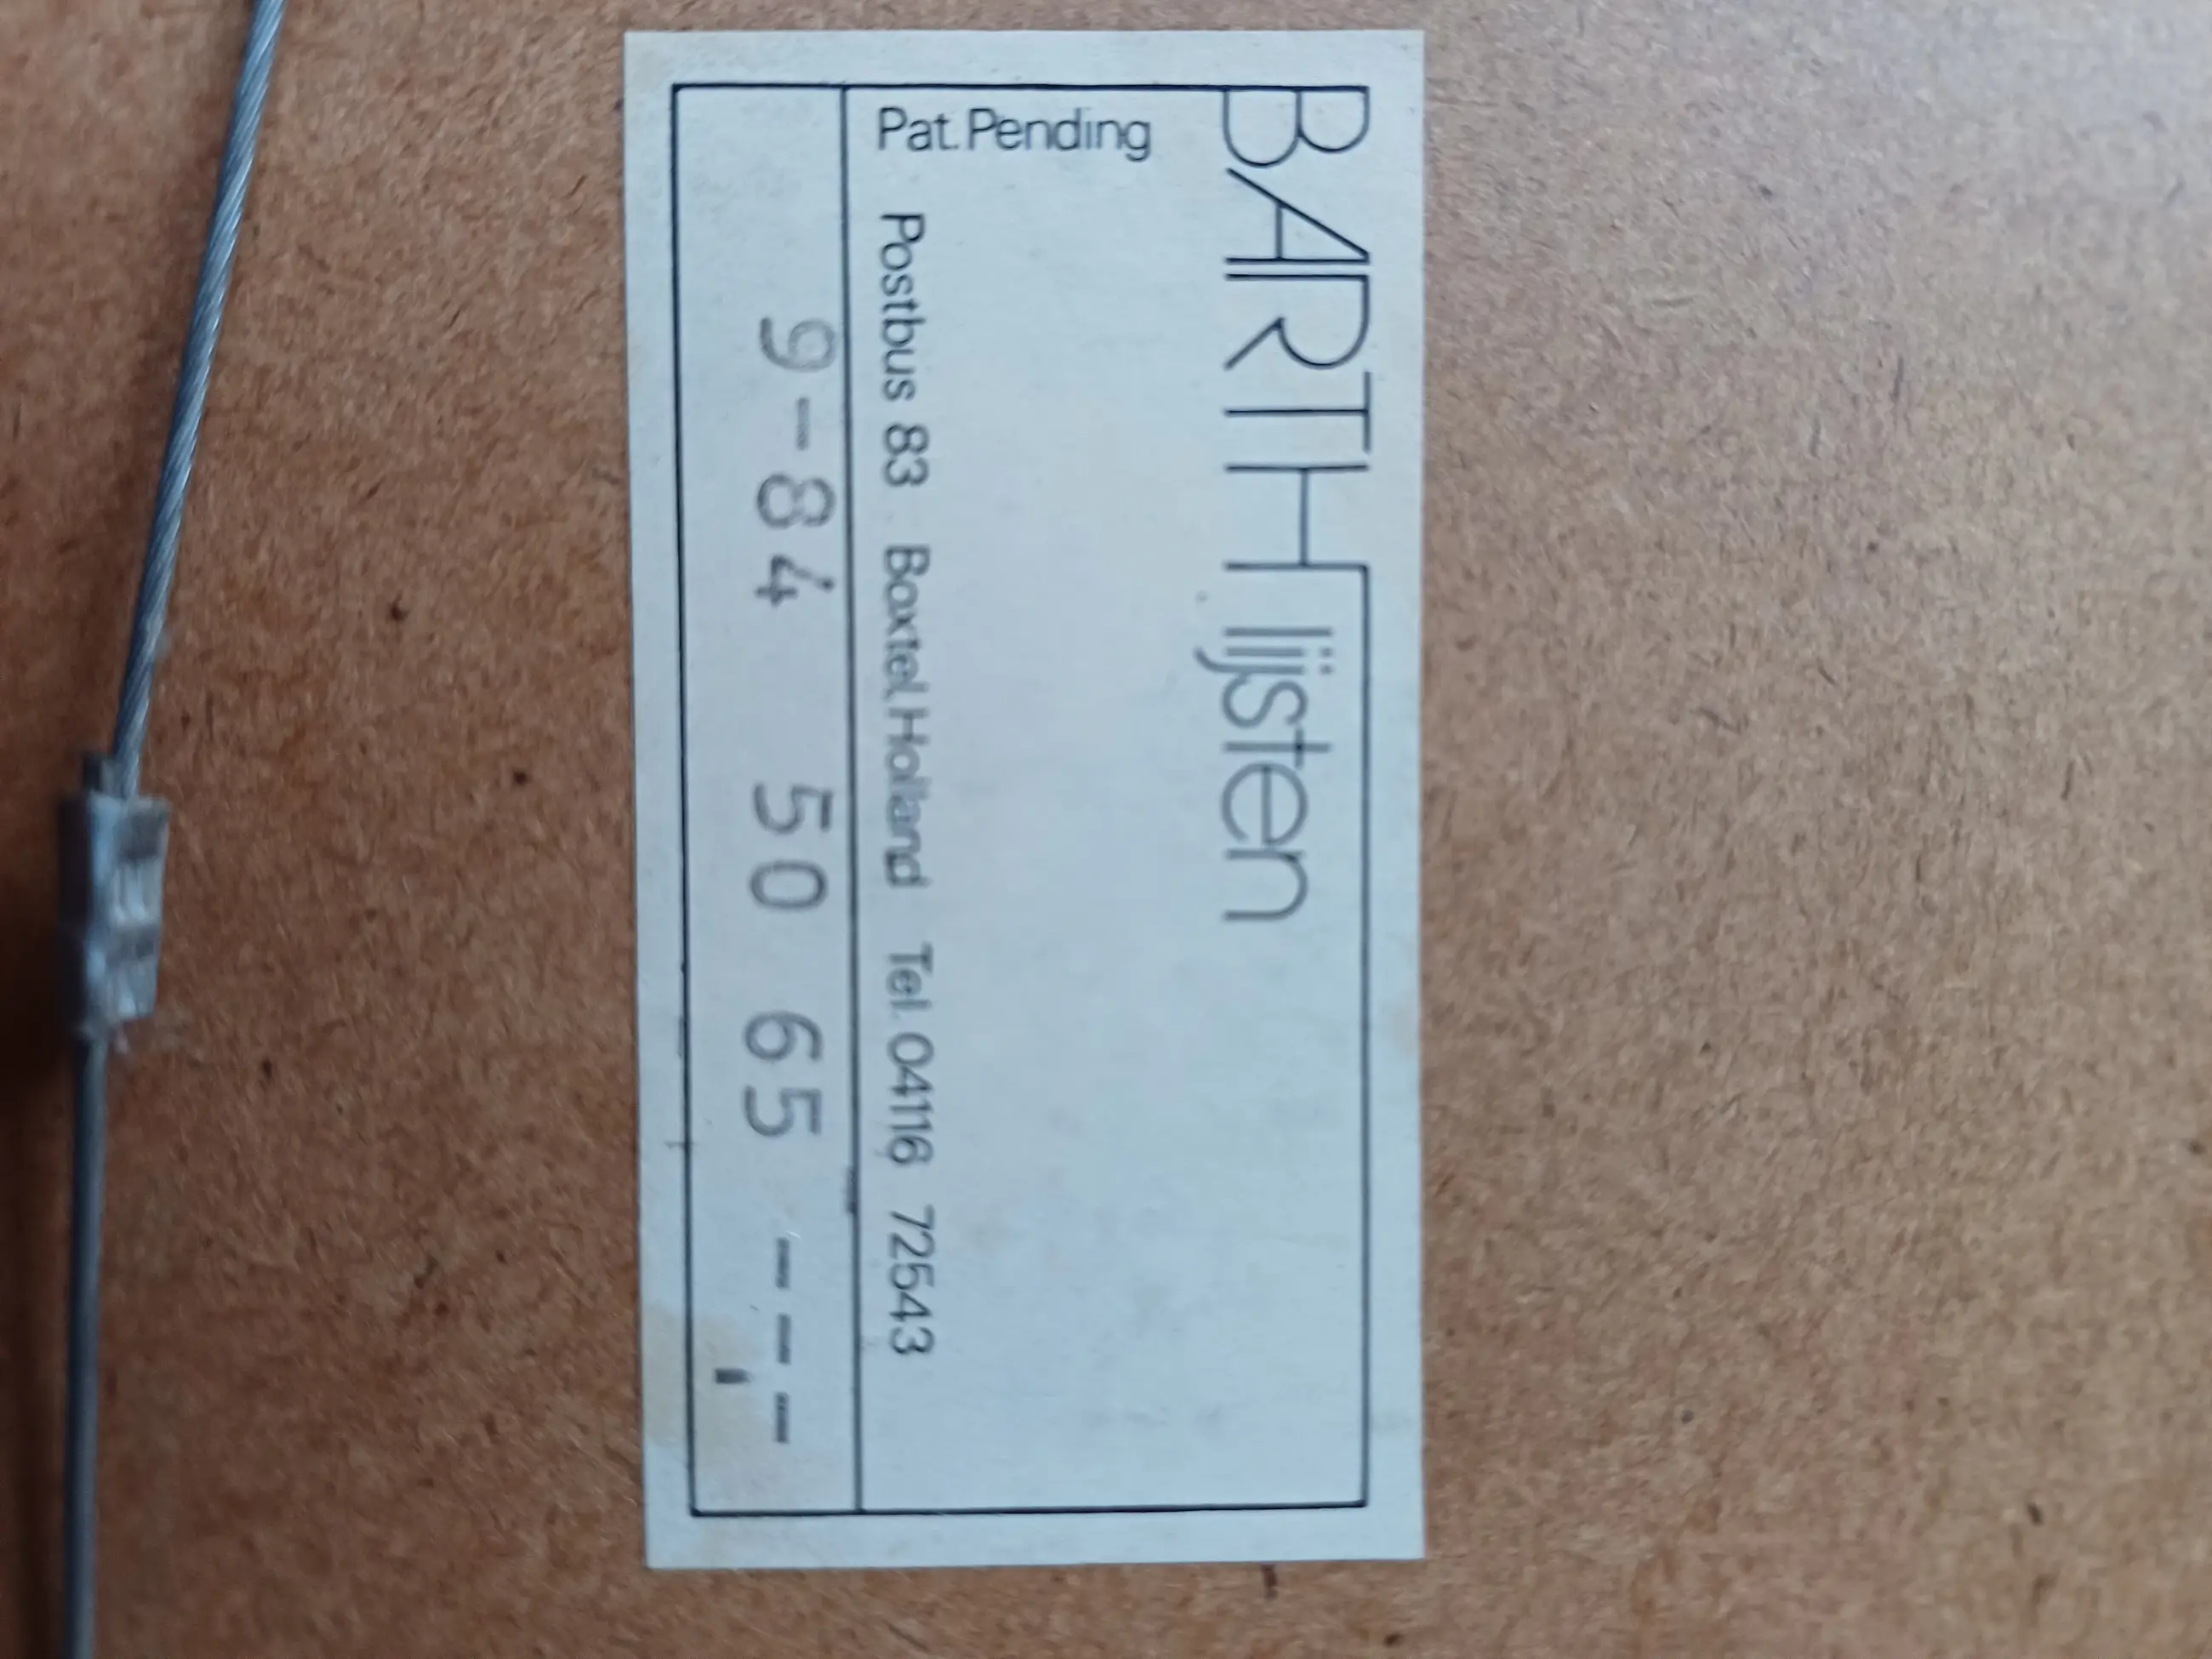 BARTH lijsten
Pat. Pending
Postbus 83 Boxtel, Holland Tel. 04116 72543
9-84 50 65 ---